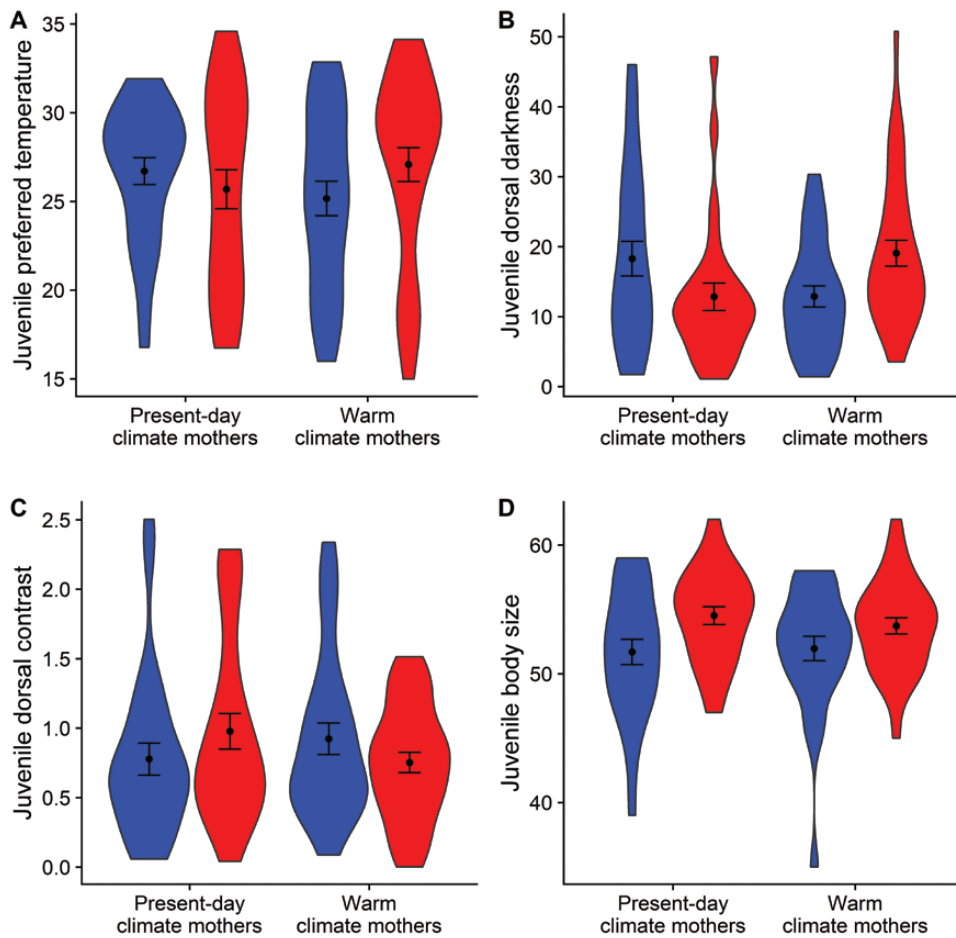 A
Juvenile preferred temperature
35
30
25
20
15
Present-day
climate mothers
Warm
climate mothers
B
Juvenile dorsal darkness
50
40
30
20
10
0
Present-day
climate mothers
Warm
climate mothers
C
Juvenile dorsal contrast
2.5
2.0
1.5
1.0
0.5
0.0
Present-day
climate mothers
Warm
climate mothers
D
Juvenile body size
60
50
40
Present-day
climate mothers
Warm
climate mothers